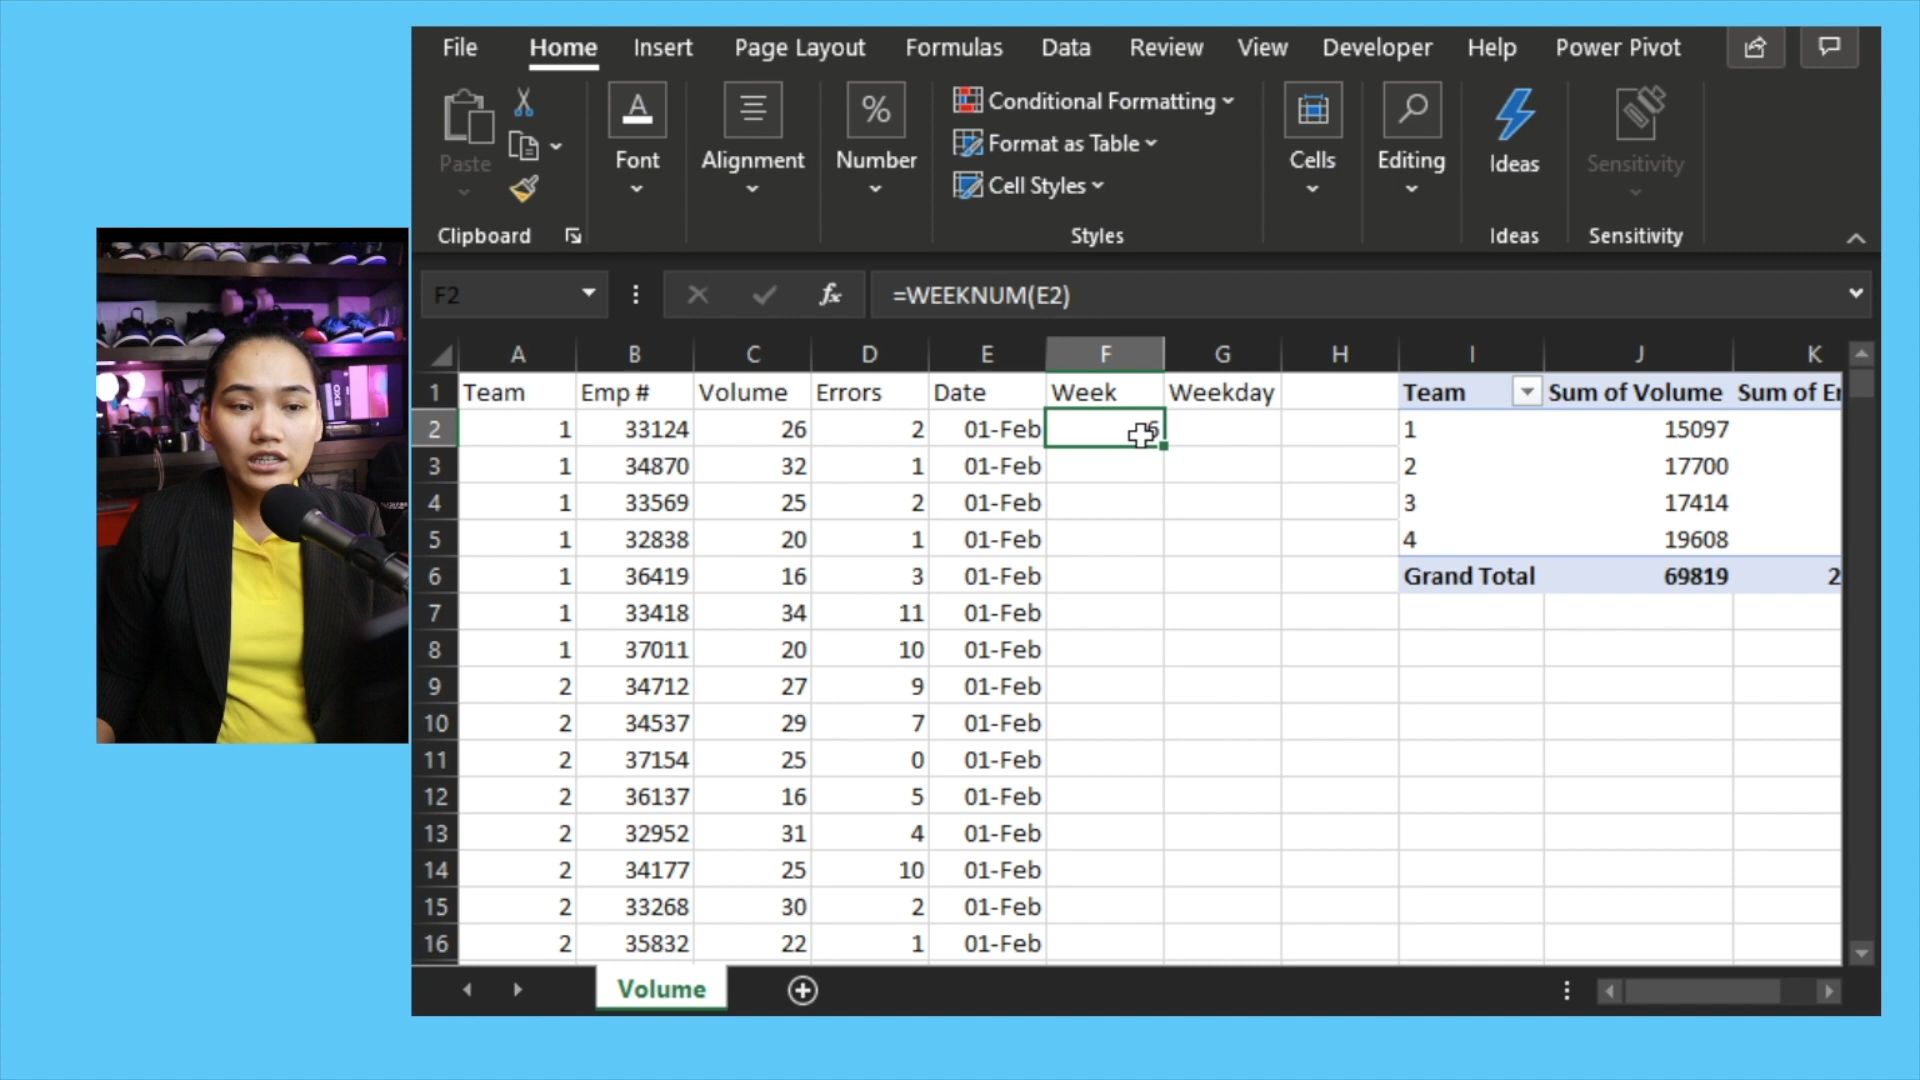 File Home Insert Page Layout Formulas Data Review View Developer Help Power Pivot
Paste
Font
Alignment
%
Number
Conditional Formatting
Format as Table
Cell Styles
Cells
Editing
Ideas
Sensitivity
Clipboard Styles Ideas Sensitivity
F2 fx =WEEKNUM(E2)
A B C D E F G H I J K
1 Team Emp # Volume Errors Date Week Weekday Team Sum of Volume Sum of Er
2 1 33124 26 2 01-Feb 1 15097
3 1 34870 32 1 01-Feb 2 17700
4 1 33569 25 2 01-Feb 3 17414
5 1 32838 20 1 01-Feb 4 19608
6 1 36419 16 3 01-Feb Grand Total 69819 2
7 1 33418 34 11 01-Feb
8 1 37011 20 10 01-Feb
9 2 34712 27 9 01-Feb
10 2 34537 29 7 01-Feb
11 2 37154 25 0 01-Feb
12 2 36137 16 5 01-Feb
13 2 32952 31 4 01-Feb
14 2 34177 25 10 01-Feb
15 2 33268 30 2 01-Feb
16 2 35832 22 1 01-Feb
Volume